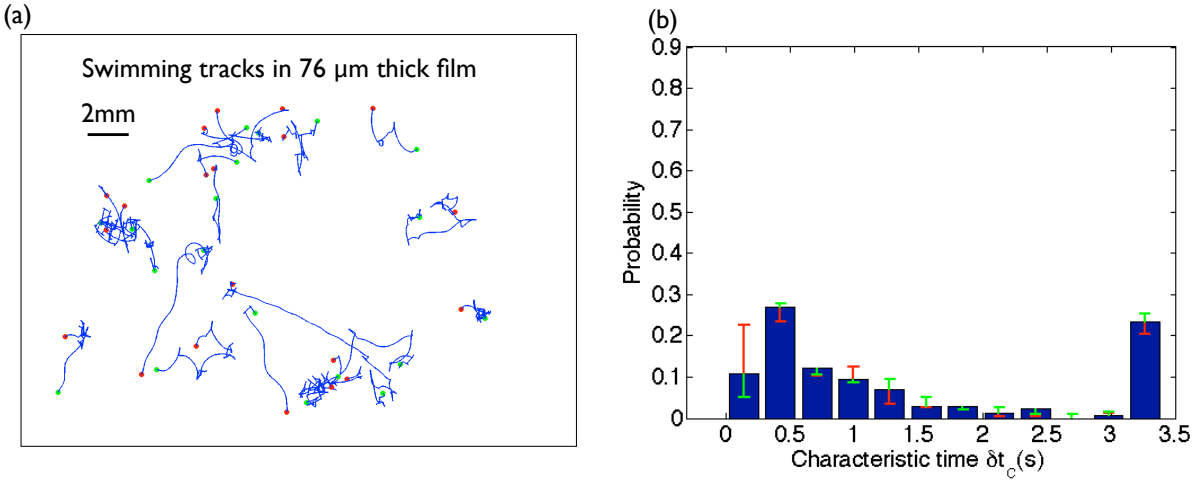 (a)
Swimming tracks in 76 µm thick film
2mm
(b)
0.9
0.8
0.7
0.6
0.5
0.4
0.3
0.2
0.1
0
Probability
0 0.5 1 1.5 2 2.5 3 3.5
Characteristic time δt_C(s)